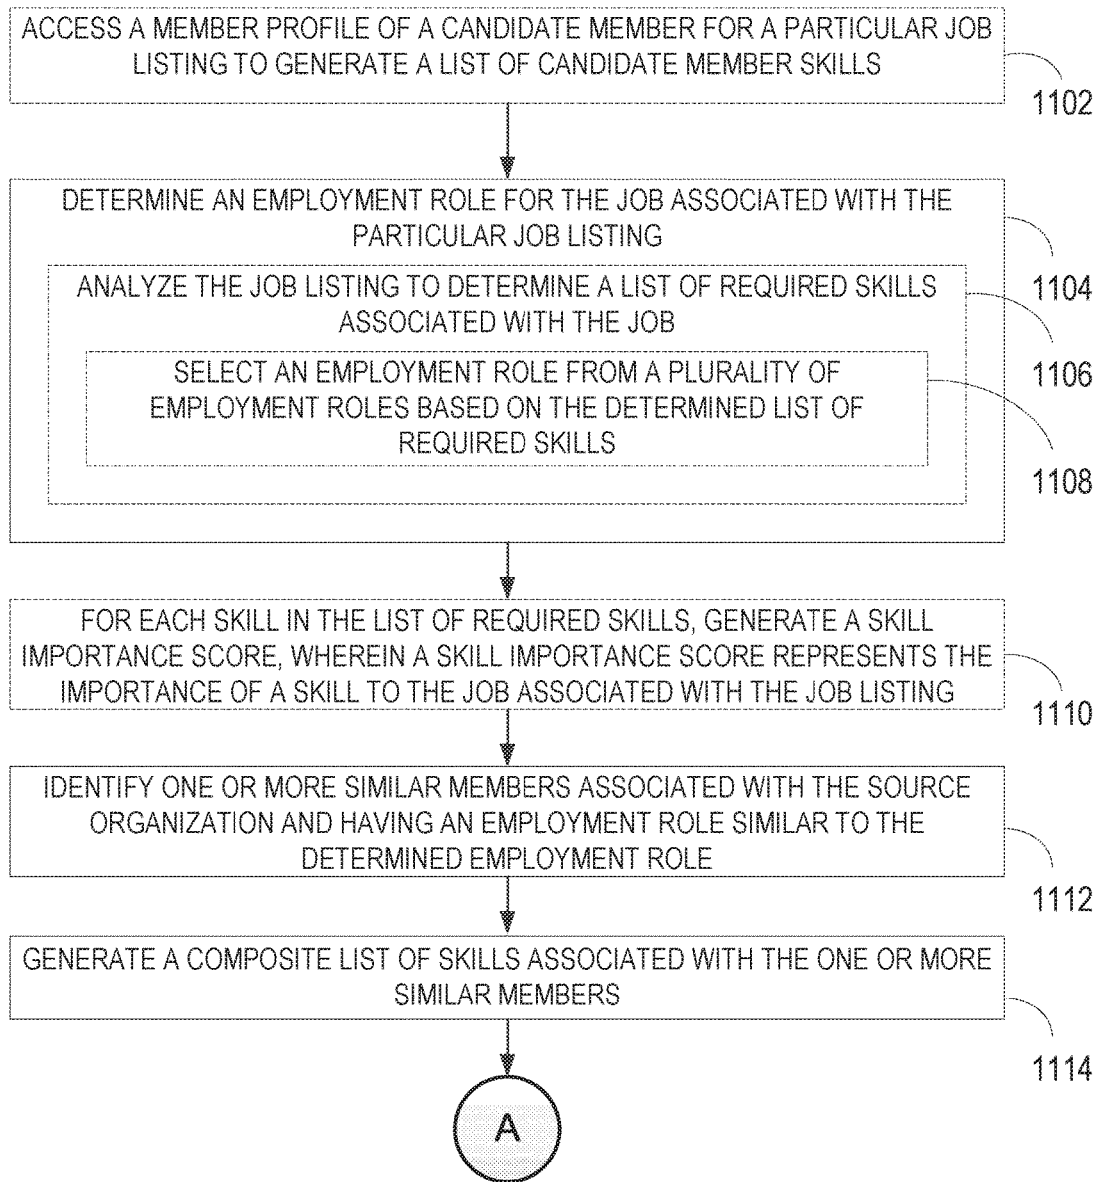 ACCESS A MEMBER PROFILE OF A CANDIDATE MEMBER FOR A PARTICULAR JOB
LISTING TO GENERATE A LIST OF CANDIDATE MEMBER SKILLS
1102
DETERMINE AN EMPLOYMENT ROLE FOR THE JOB ASSOCIATED WITH THE
PARTICULAR JOB LISTING
1104
ANALYZE THE JOB LISTING TO DETERMINE A LIST OF REQUIRED SKILLS
ASSOCIATED WITH THE JOB
1106
SELECT AN EMPLOYMENT ROLE FROM A PLURALITY OF
EMPLOYMENT ROLES BASED ON THE DETERMINED LIST OF
REQUIRED SKILLS
1108
FOR EACH SKILL IN THE LIST OF REQUIRED SKILLS, GENERATE A SKILL
IMPORTANCE SCORE, WHEREIN A SKILL IMPORTANCE SCORE REPRESENTS THE
IMPORTANCE OF A SKILL TO THE JOB ASSOCIATED WITH THE JOB LISTING
1110
IDENTIFY ONE OR MORE SIMILAR MEMBERS ASSOCIATED WITH THE SOURCE
ORGANIZATION AND HAVING AN EMPLOYMENT ROLE SIMILAR TO THE
DETERMINED EMPLOYMENT ROLE
1112
GENERATE A COMPOSITE LIST OF SKILLS ASSOCIATED WITH THE ONE OR MORE
SIMILAR MEMBERS
1114
A